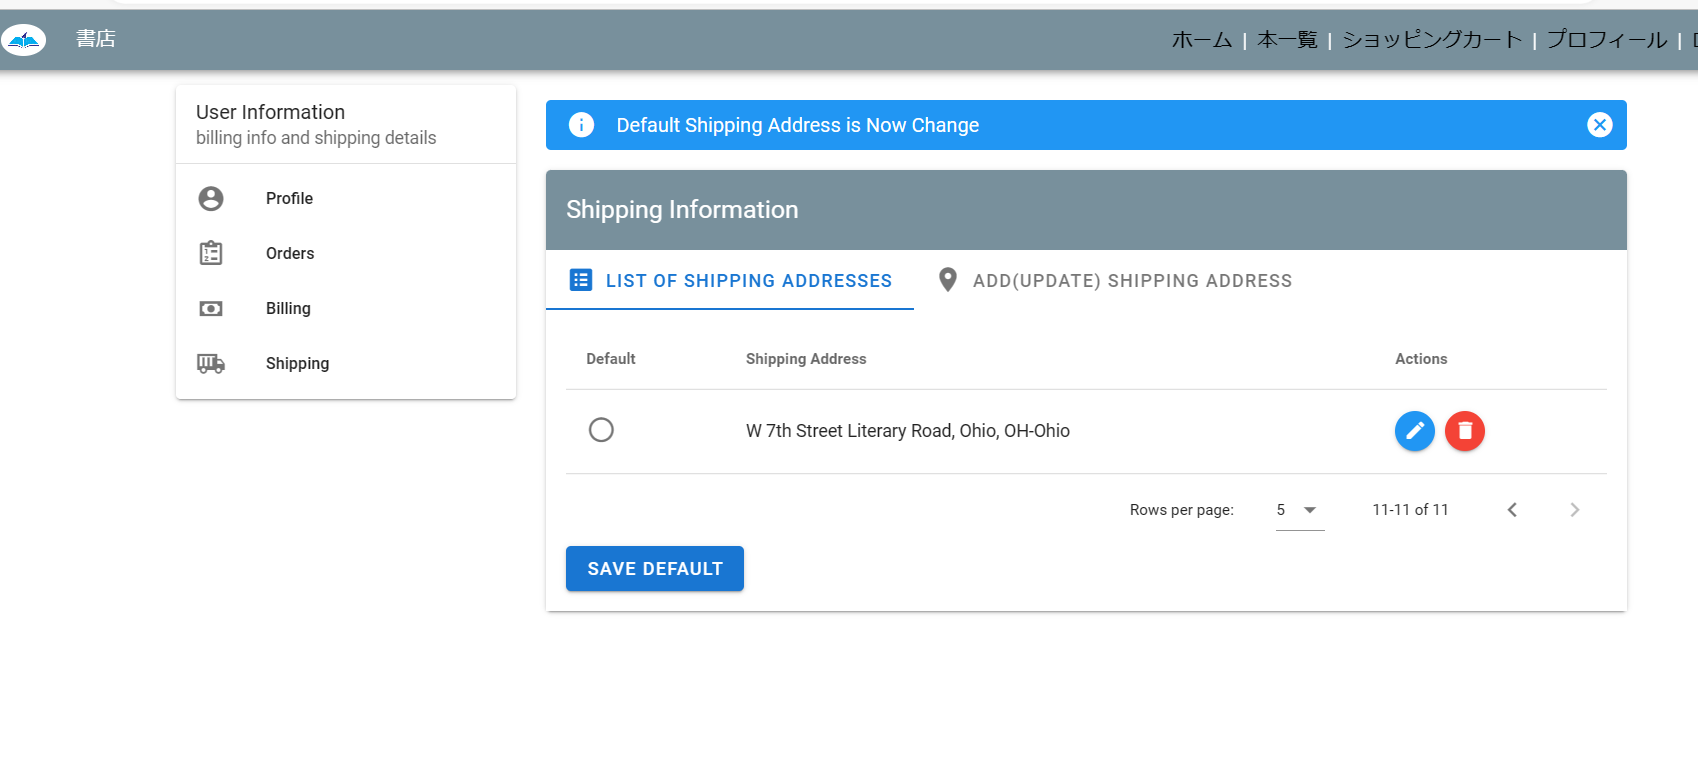 書店
ホーム | 本一覧 | ショッピングカート | プロフィール |
User Information
billing info and shipping details
Profile
Orders
Billing
Shipping
Default Shipping Address is Now Change
Shipping Information
LIST OF SHIPPING ADDRESSES
ADD(UPDATE) SHIPPING ADDRESS
Default Shipping Address Actions
W 7th Street Literary Road, Ohio, OH-Ohio
Rows per page: 5 11-11 of 11
SAVE DEFAULT